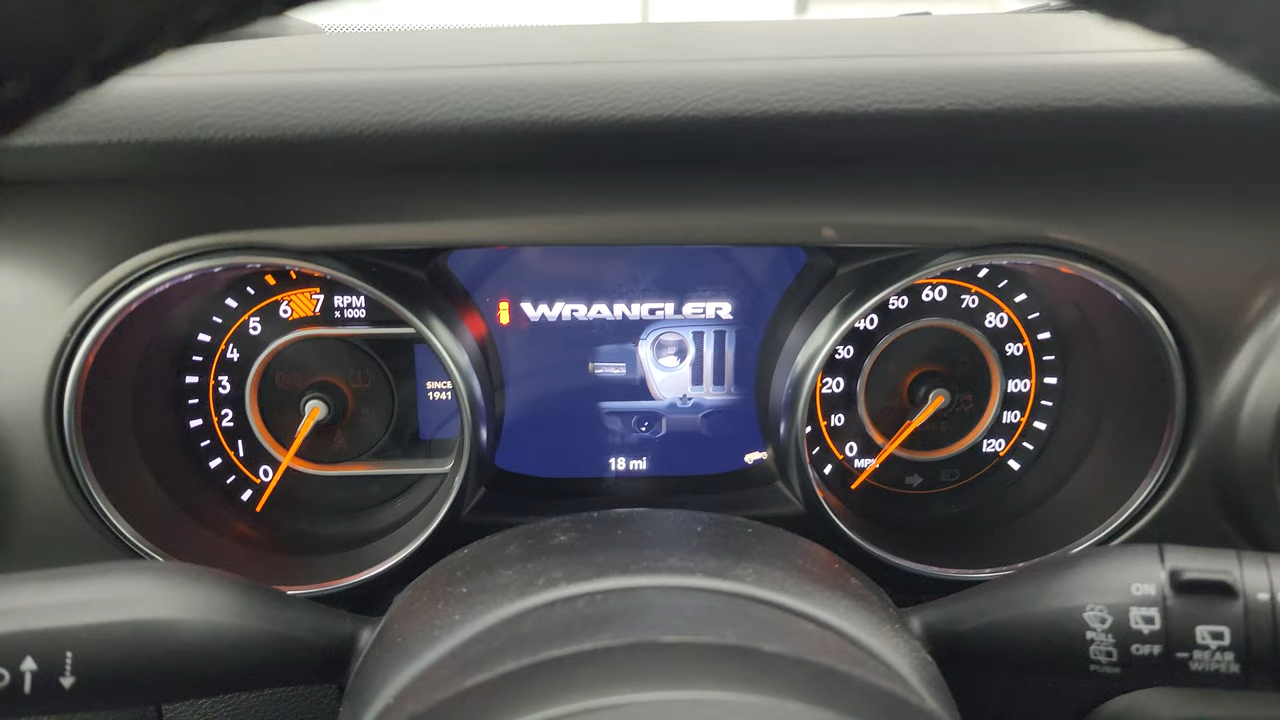 6 7 RPM
x 1000
5
4
3
2
1
0
SINCE
1941
WRANGLER
18 mi
60
50 70
40 80
30 90
20 100
10 110
0 120
MPH
ON
PULL
OFF
PUSH
REAR
WIPER